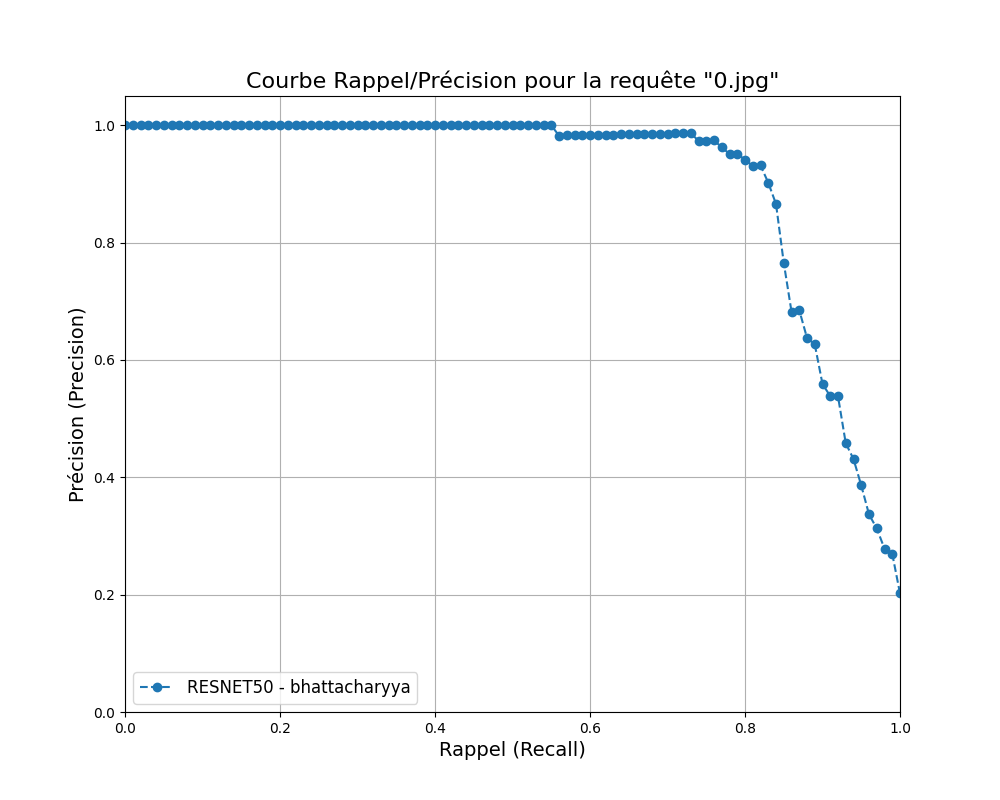 Courbe Rappel/Précision pour la requête "0.jpg"
Précision (Precision)
1.0
0.8
0.6
0.4
0.2
0.0
RESNET50 - bhattacharyya
0.0 0.2 0.4 0.6 0.8 1.0
Rappel (Recall)